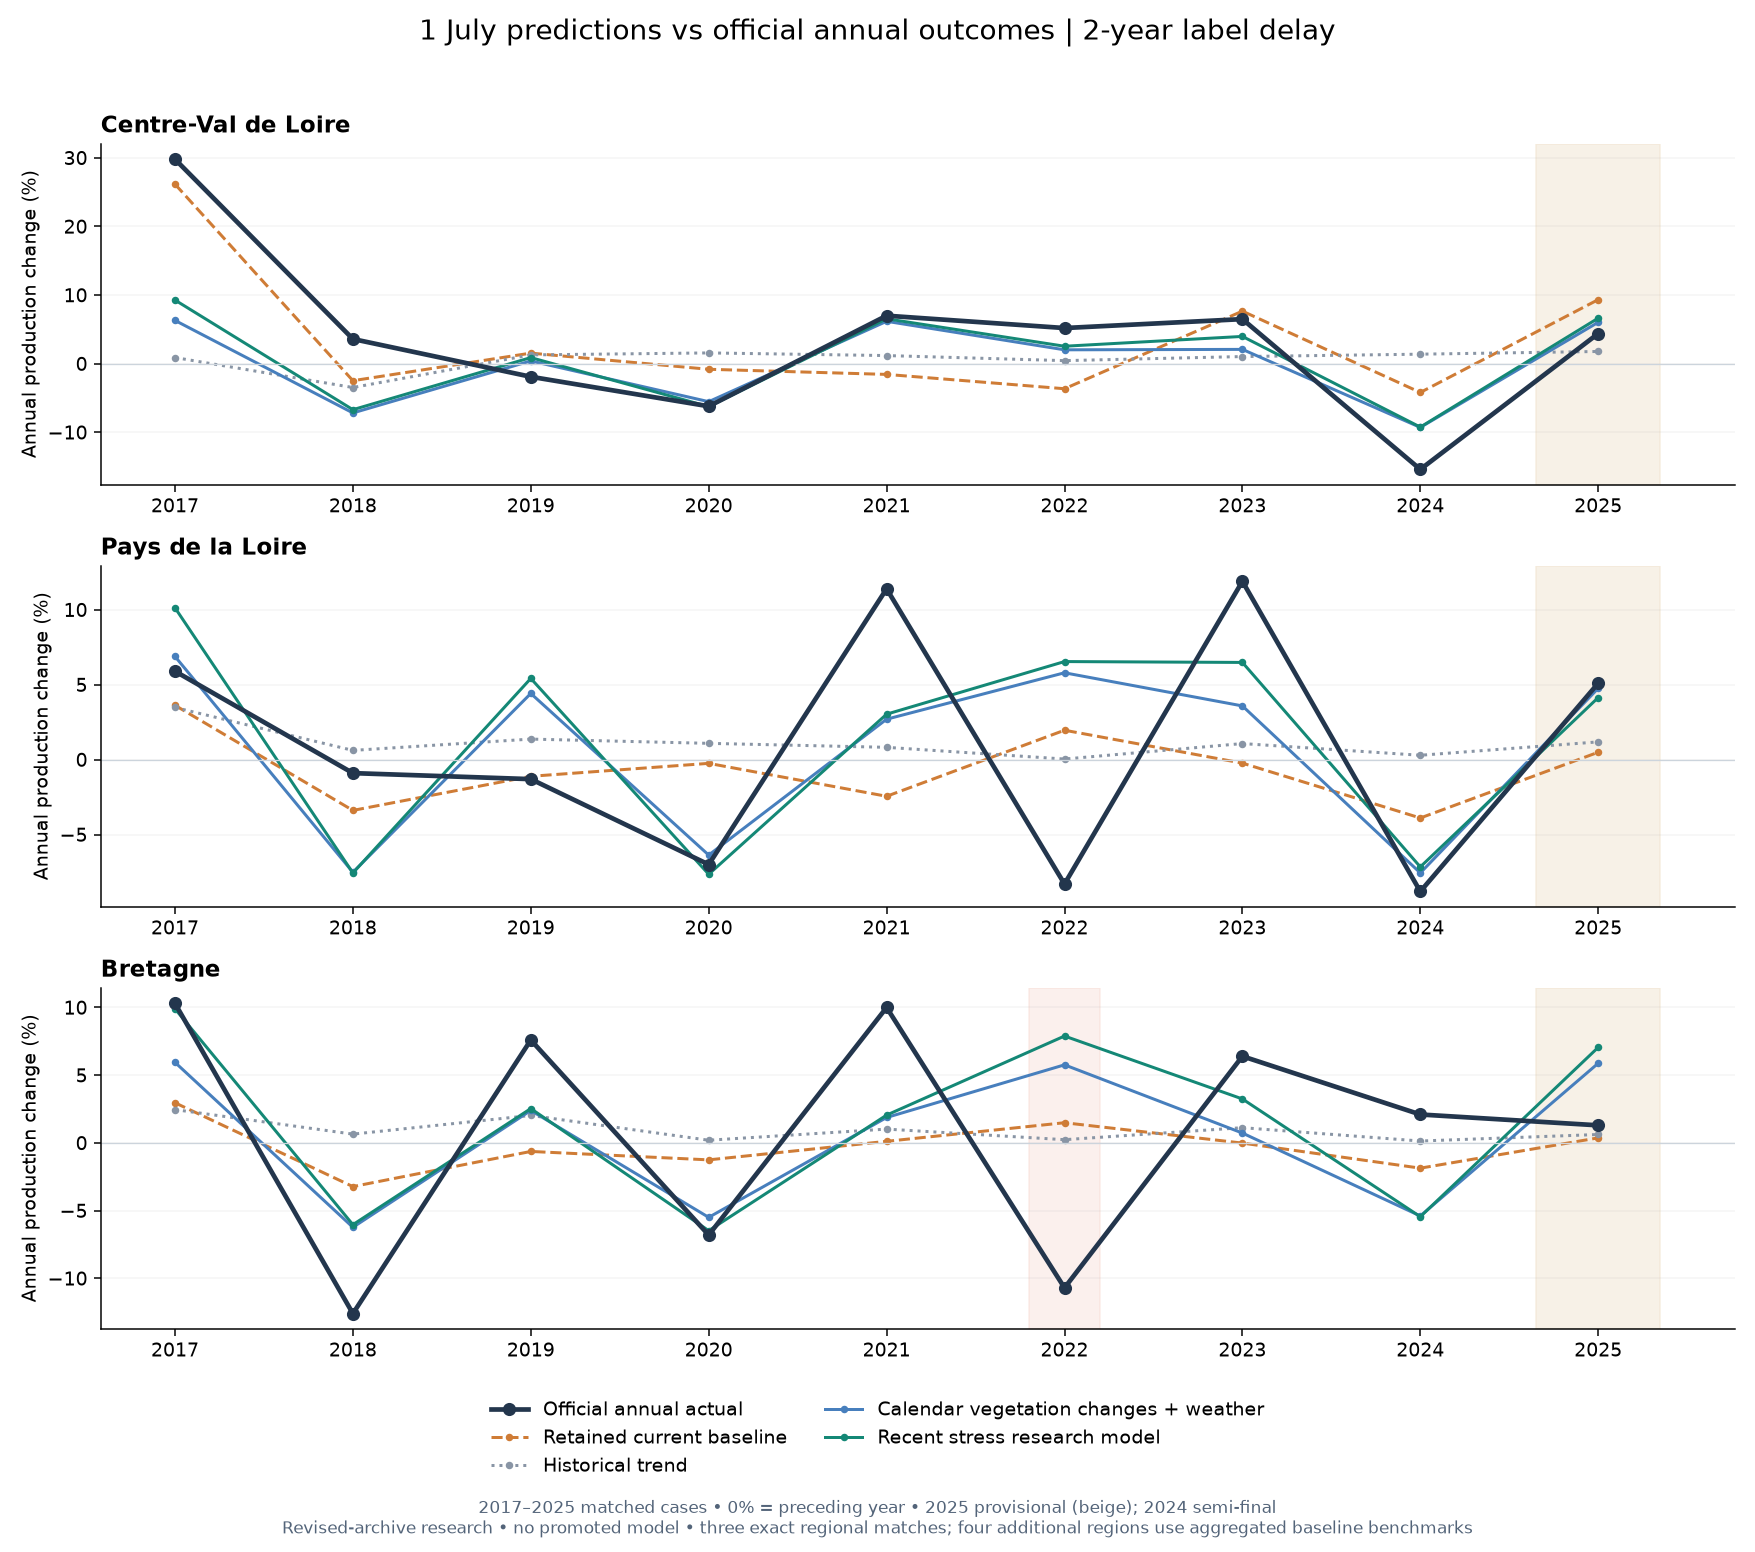 1 July predictions vs official annual outcomes | 2-year label delay
Centre-Val de Loire
Annual production change (%)
30
20
10
0
−10
2017 2018 2019 2020 2021 2022 2023 2024 2025
Pays de la Loire
Annual production change (%)
10
5
0
−5
2017 2018 2019 2020 2021 2022 2023 2024 2025
Bretagne
Annual production change (%)
10
5
0
−5
−10
2017 2018 2019 2020 2021 2022 2023 2024 2025
Official annual actual
Retained current baseline
Historical trend
Calendar vegetation changes + weather
Recent stress research model
2017–2025 matched cases • 0% = preceding year • 2025 provisional (beige); 2024 semi-final
Revised-archive research • no promoted model • three exact regional matches; four additional regions use aggregated baseline benchmarks